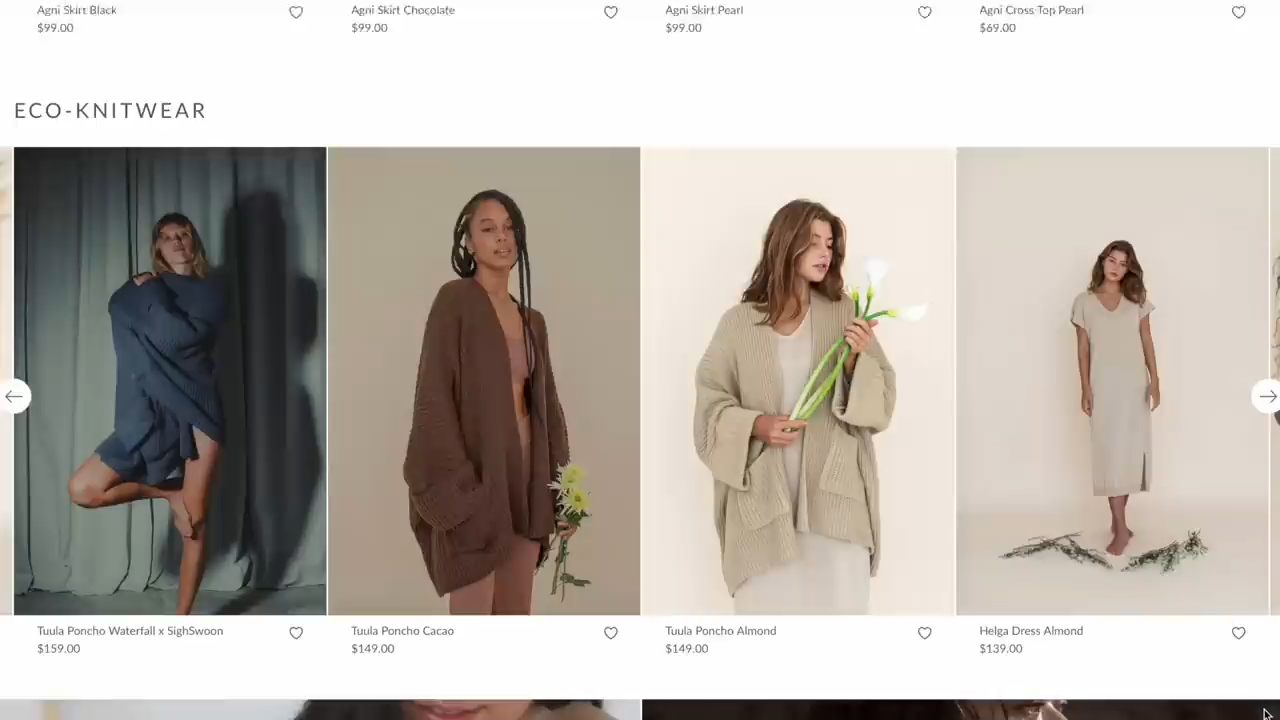 Agni Skirt Black
$99.00
Agni Skirt Chocolate
$99.00
Agni Skirt Pearl
$99.00
Agni Cross Top Pearl
$69.00
ECO-KNITWEAR
Tuula Poncho Waterfall x SighSwoon
$159.00
Tuula Poncho Cacao
$149.00
Tuula Poncho Almond
$149.00
Helga Dress Almond
$139.00